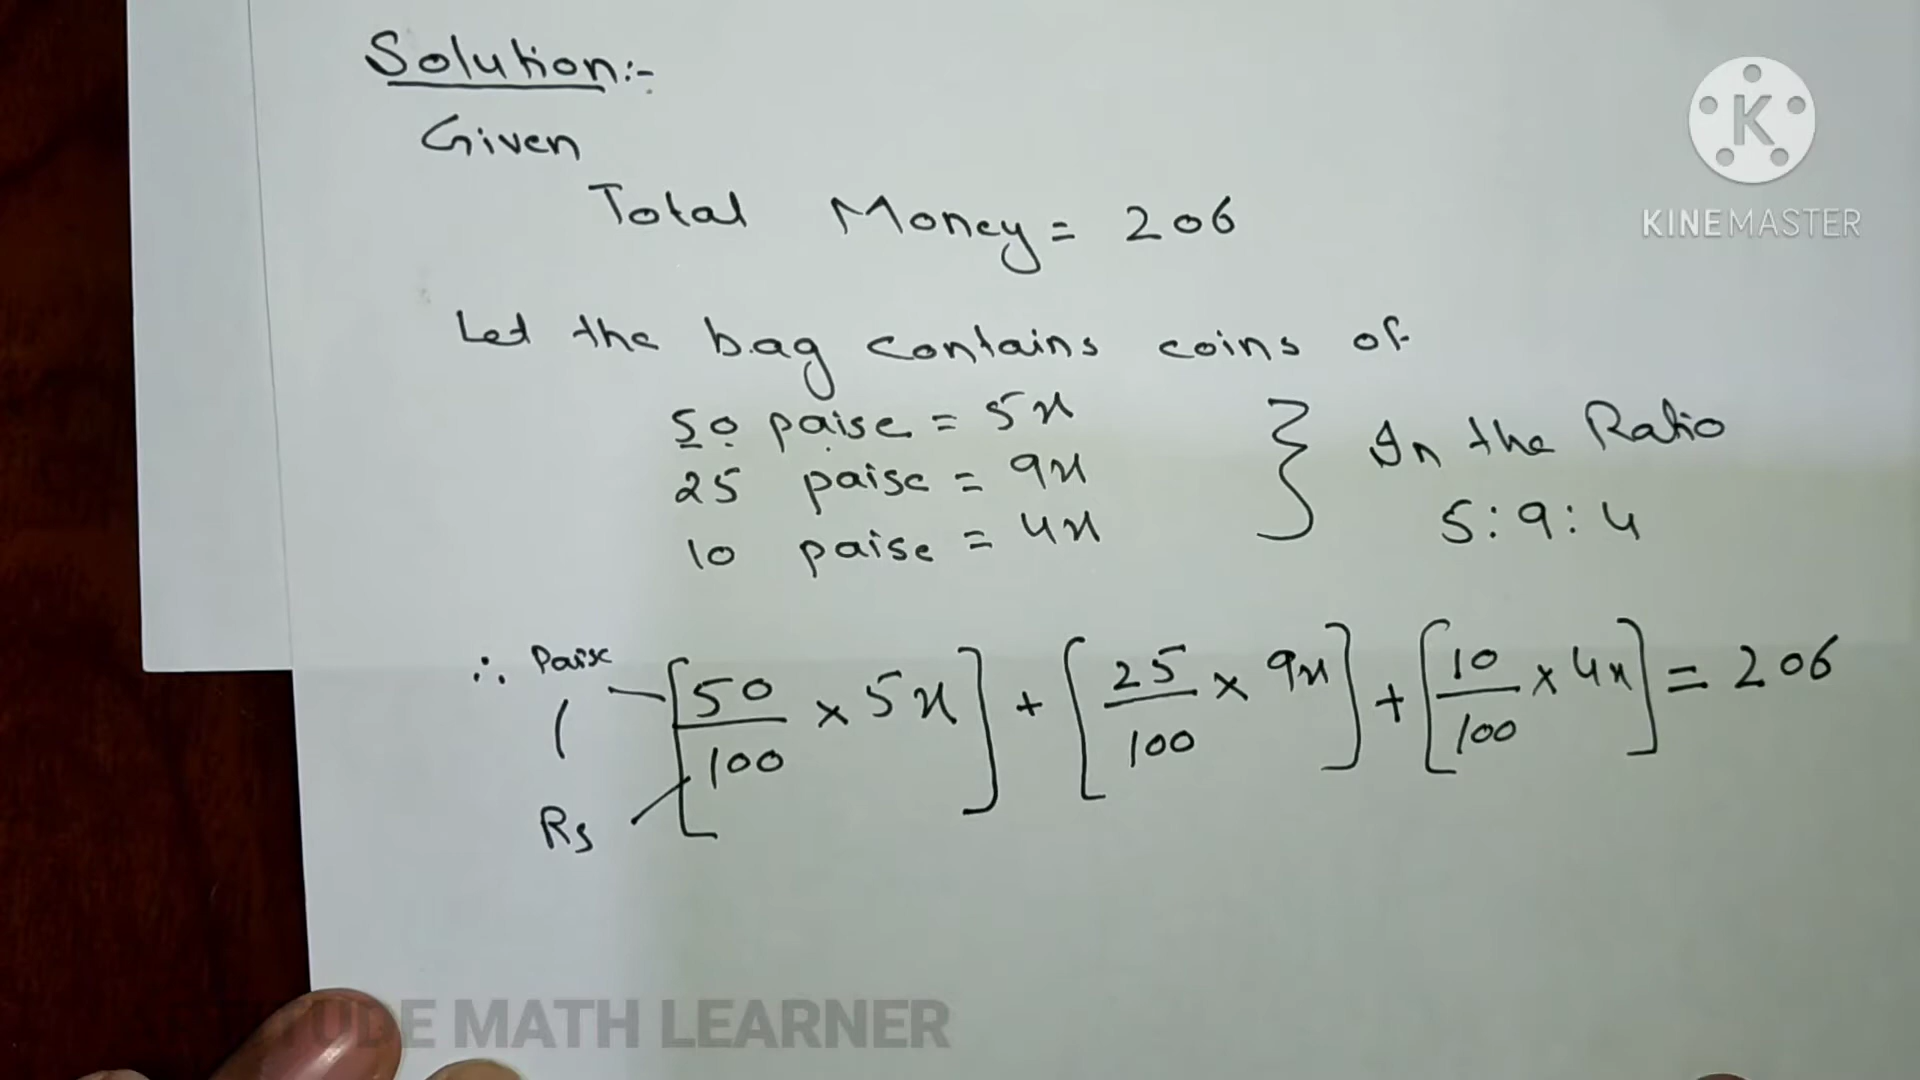 Solution:-
Given
Total Money = 206
Let the bag contains coins of
50 paise = 5x
25 paise = 9x
10 paise = 4x
} In the Ratio
5:9:4
∴ Paise [50/100 × 5x] + [25/100 × 9x] + [10/100 × 4x] = 206
Rs
K
KINEMASTER
MATH LEARNER